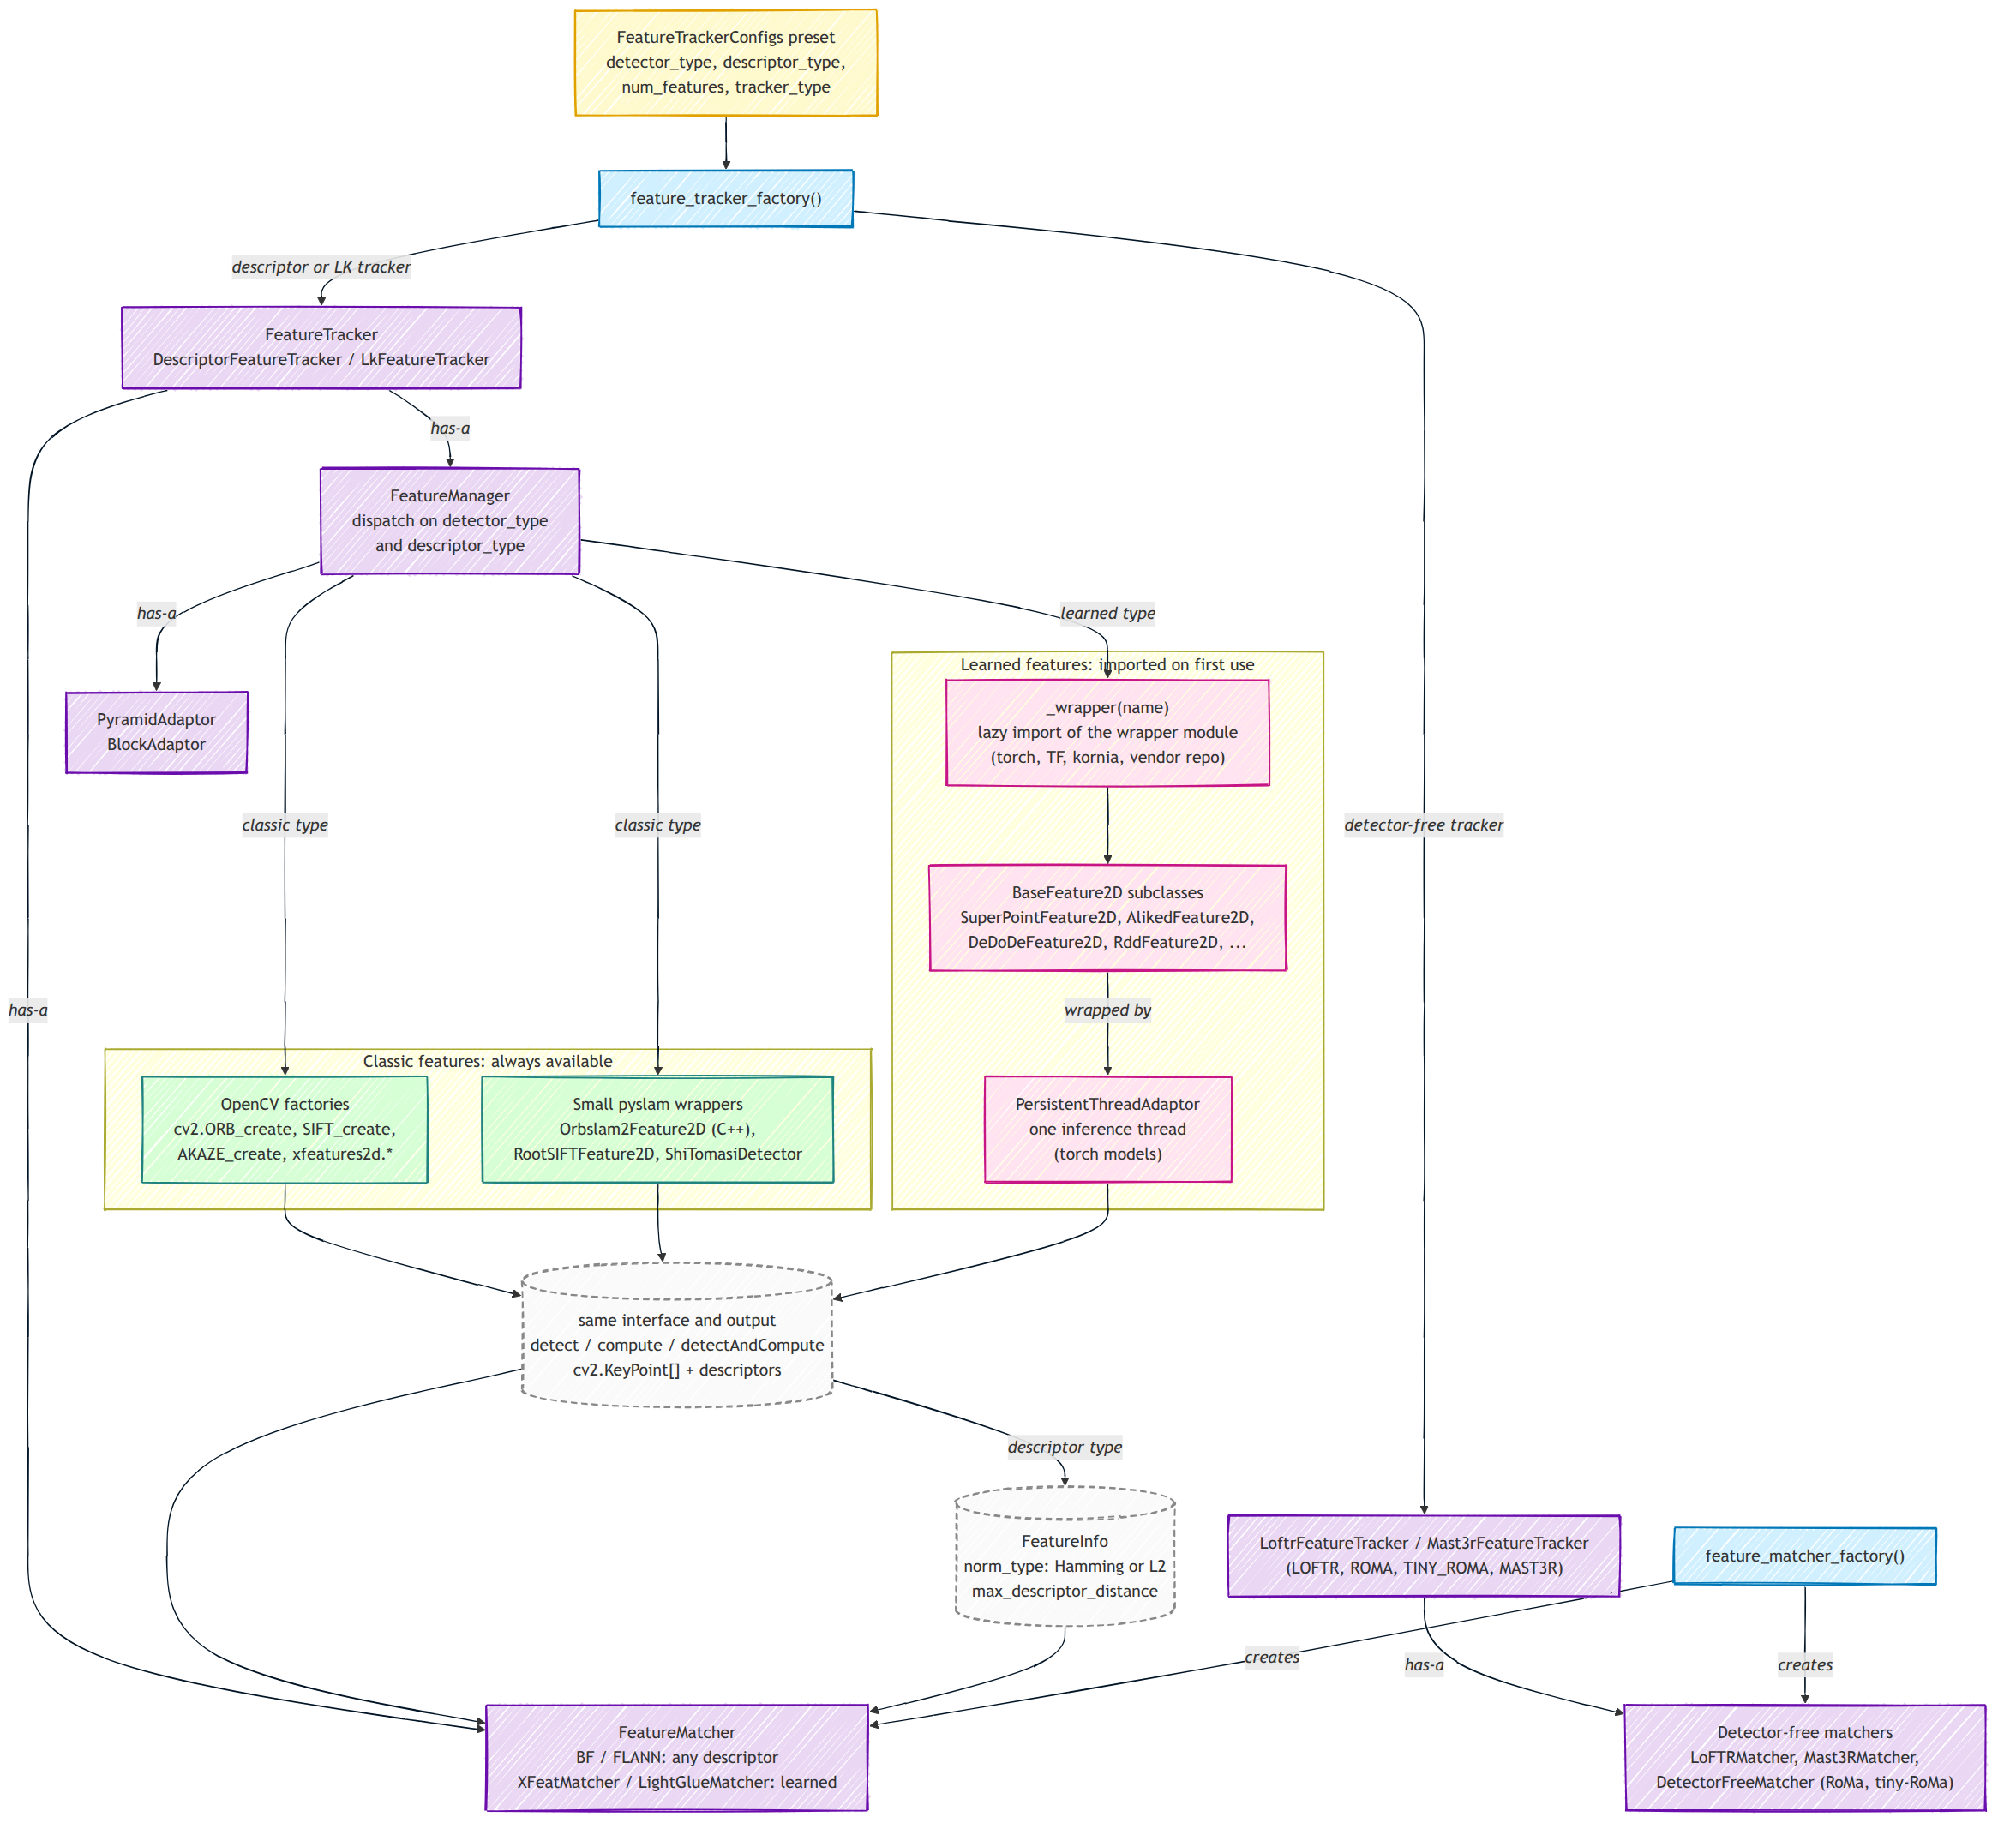 FeatureTrackerConfigs preset
detector_type, descriptor_type,
num_features, tracker_type
feature_tracker_factory()
descriptor or LK tracker
FeatureTracker
DescriptorFeatureTracker / LkFeatureTracker
has-a
FeatureManager
dispatch on detector_type
and descriptor_type
has-a
learned type
PyramidAdaptor
BlockAdaptor
Learned features: imported on first use
_wrapper(name)
lazy import of the wrapper module
(torch, TF, kornia, vendor repo)
classic type
classic type
detector-free tracker
BaseFeature2D subclasses
SuperPointFeature2D, AlikedFeature2D,
DeDoDeFeature2D, RddFeature2D, ...
has-a
wrapped by
Classic features: always available
OpenCV factories
cv2.ORB_create, SIFT_create,
AKAZE_create, xfeatures2d.*
Small pyslam wrappers
Orbslam2Feature2D (C++),
RootSIFTFeature2D, ShiTomasiDetector
PersistentThreadAdaptor
one inference thread
(torch models)
same interface and output
detect / compute / detectAndCompute
cv2.KeyPoint[] + descriptors
descriptor type
FeatureInfo
norm_type: Hamming or L2
max_descriptor_distance
LoftrFeatureTracker / Mast3rFeatureTracker
(LOFTR, ROMA, TINY_ROMA, MAST3R)
feature_matcher_factory()
creates
has-a
creates
FeatureMatcher
BF / FLANN: any descriptor
XFeatMatcher / LightGlueMatcher: learned
Detector-free matchers
LoFTRMatcher, Mast3RMatcher,
DetectorFreeMatcher (RoMa, tiny-RoMa)